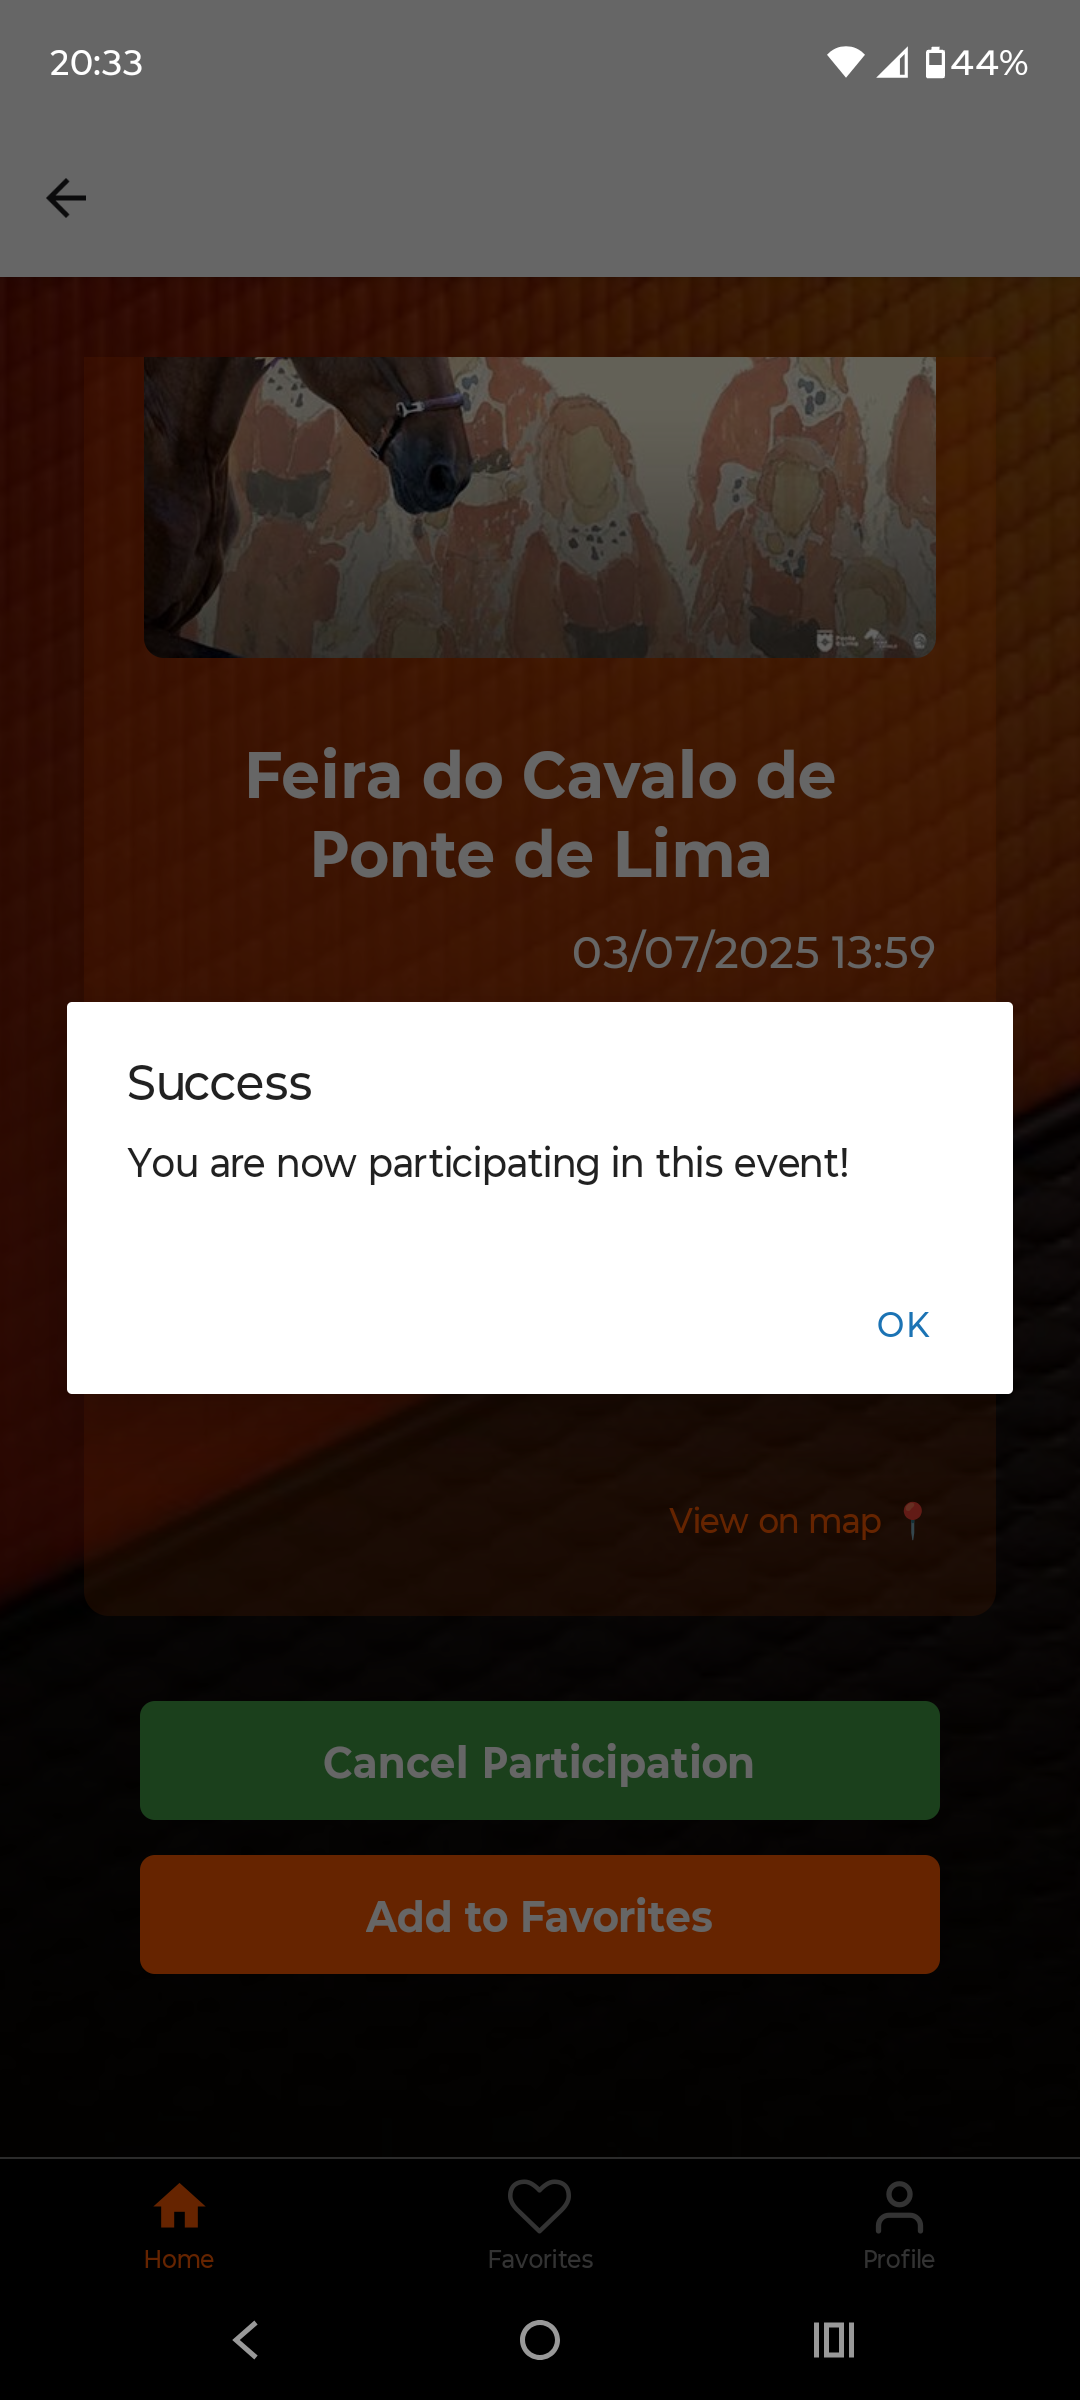 20:33
44%
Feira do Cavalo de
Ponte de Lima
03/07/2025 13:59
Success
You are now participating in this event!
OK
View on map
Cancel Participation
Add to Favorites
Home
Favorites
Profile